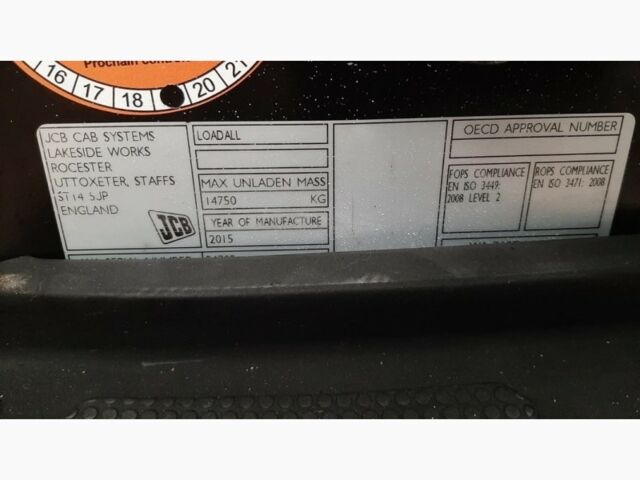 Prochain
16 17 18 20 21
JCB CAB SYSTEMS
LAKESIDE WORKS
ROCESTER
UTTOXETER, STAFFS
ST14 5JP
ENGLAND
JCB
LOADALL
MAX UNLADEN MASS
14750 KG
YEAR OF MANUFACTURE
2015
OECD APPROVAL NUMBER
FOPS COMPLIANCE
EN ISO 3449:
2008 LEVEL 2
ROPS COMPLIANCE
EN ISO 3471: 2008